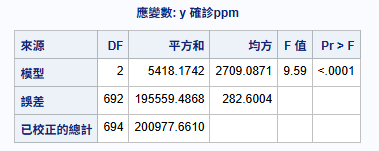 應變數: y 確診ppm
來源 DF 平方和 均方 F 值 Pr > F
模型 2 5418.1742 2709.0871 9.59 <.0001
誤差 692 195559.4868 282.6004
已校正的總計 694 200977.6610